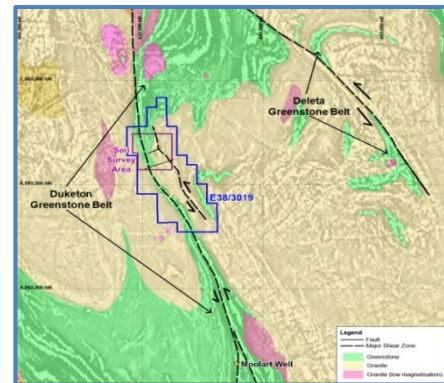 Deleta
Greenstone Belt
Soil
Survey
Area
Duketon
Greenstone Belt
E38/3019
Moolart Well
Legend
Fault
Major Shear Zone
Greenstone
Granite
Granite (low magnetisation)